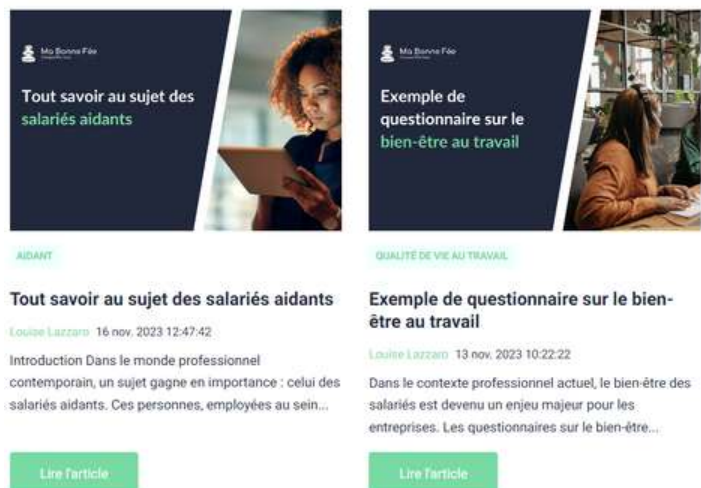 Ma Bonne Fée
Tout savoir au sujet des
salariés aidants
AIDANT
Tout savoir au sujet des salariés aidants
Louise Lazzaro 16 nov. 2023 12:47:42
Introduction Dans le monde professionnel
contemporain, un sujet gagne en importance : celui des
salariés aidants. Ces personnes, employées au sein...
Lire l'article
Ma Bonne Fée
Exemple de
questionnaire sur le
bien-être au travail
QUALITÉ DE VIE AU TRAVAIL
Exemple de questionnaire sur le bien-
être au travail
Louise Lazzaro 13 nov. 2023 10:22:22
Dans le contexte professionnel actuel, le bien-être des
salariés est devenu un enjeu majeur pour les
entreprises. Les questionnaires sur le bien-être...
Lire l'article